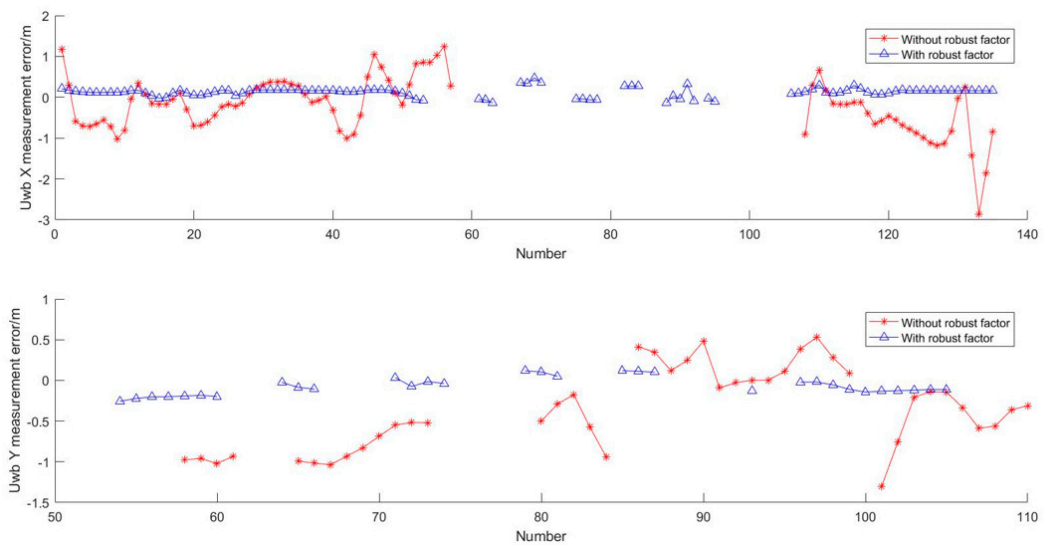 2
1
0
-1
-2
-3
Uwb X measurement error/m
Without robust factor
With robust factor
0 20 40 60 80 100 120 140
Number
1
0.5
0
-0.5
-1
-1.5
Uwb Y measurement error/m
Without robust factor
With robust factor
50 60 70 80 90 100 110
Number